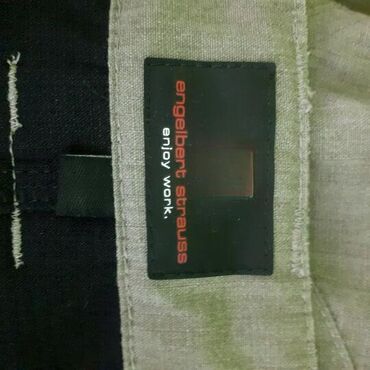 engelbert strauss
enjoy work.